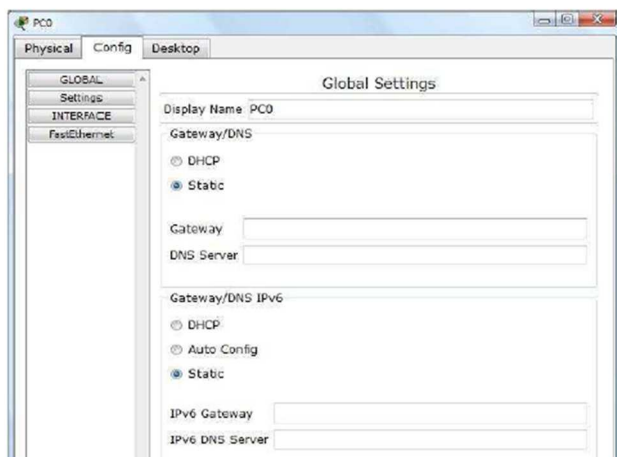 PC0
Physical Config Desktop
GLOBAL
Settings
INTERFACE
FastEthernet
Global Settings
Display Name PC0
Gateway/DNS
DHCP
Static
Gateway
DNS Server
Gateway/DNS IPv6
DHCP
Auto Config
Static
IPv6 Gateway
IPv6 DNS Server